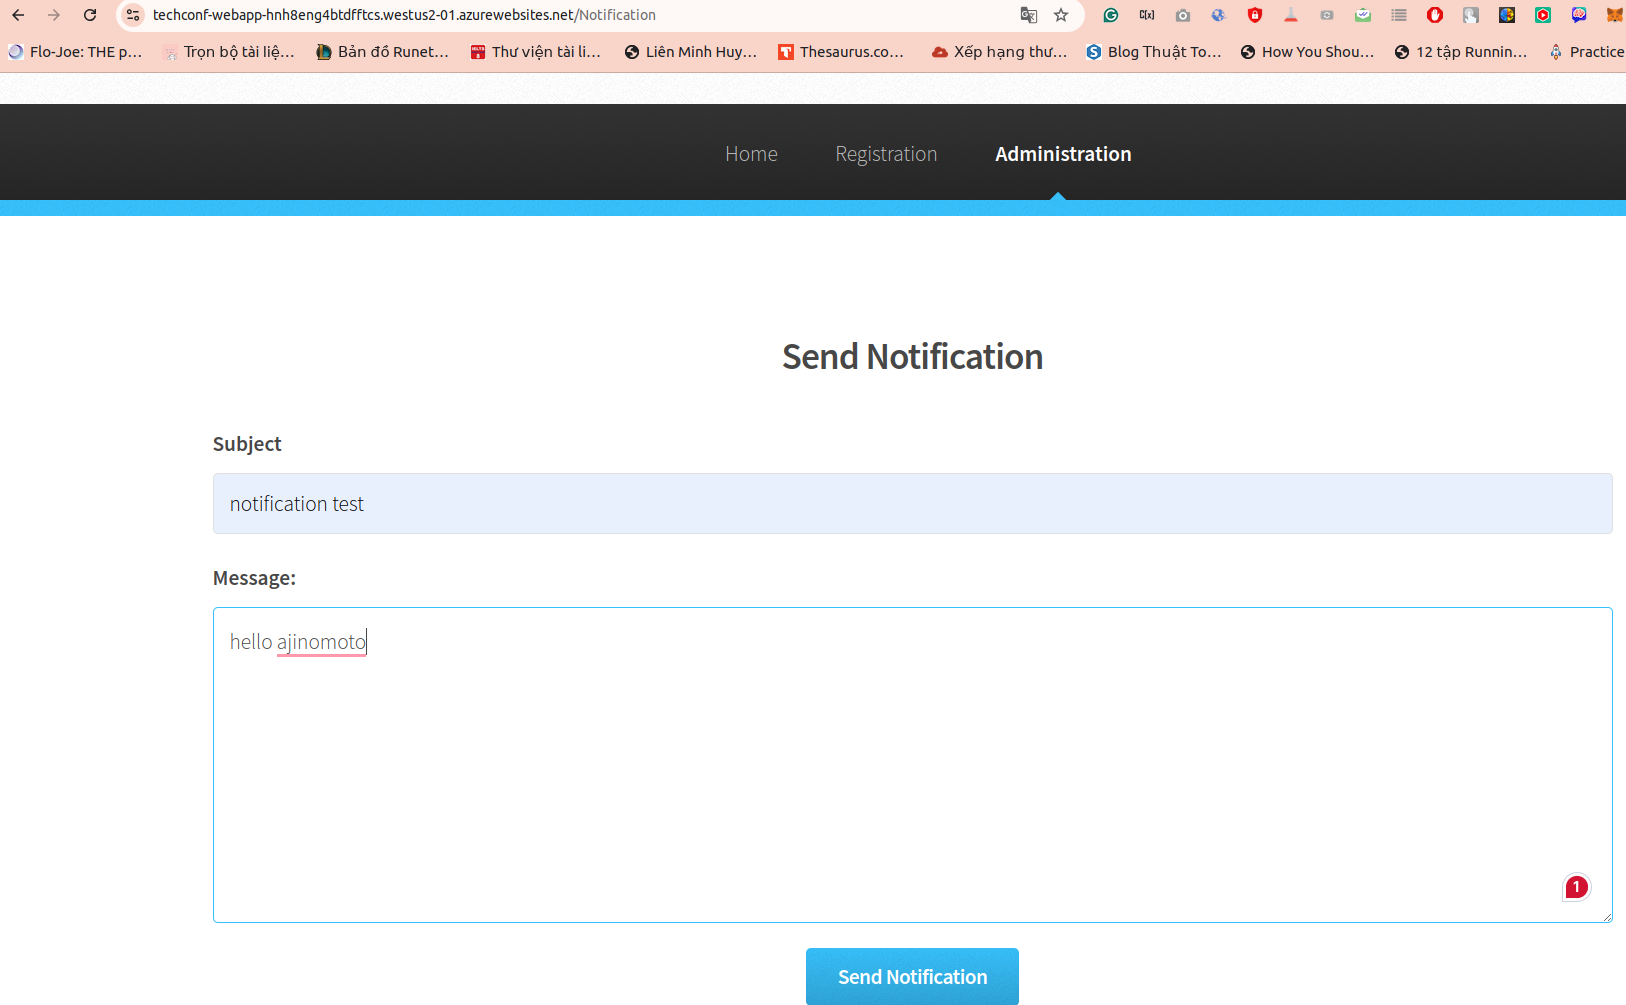 techconf-webapp-hnh8eng4btdfftcs.westus2-01.azurewebsites.net/Notification
Flo-Joe: THE p... Trọn bộ tài liệ... Bản đồ Runet... Thư viện tài li... Liên Minh Huy... Thesaurus.co... Xếp hạng thư... Blog Thuật To... How You Shou... 12 tập Runnin... Practice
Home Registration Administration
Send Notification
Subject
notification test
Message:
hello ajinomoto
1
Send Notification